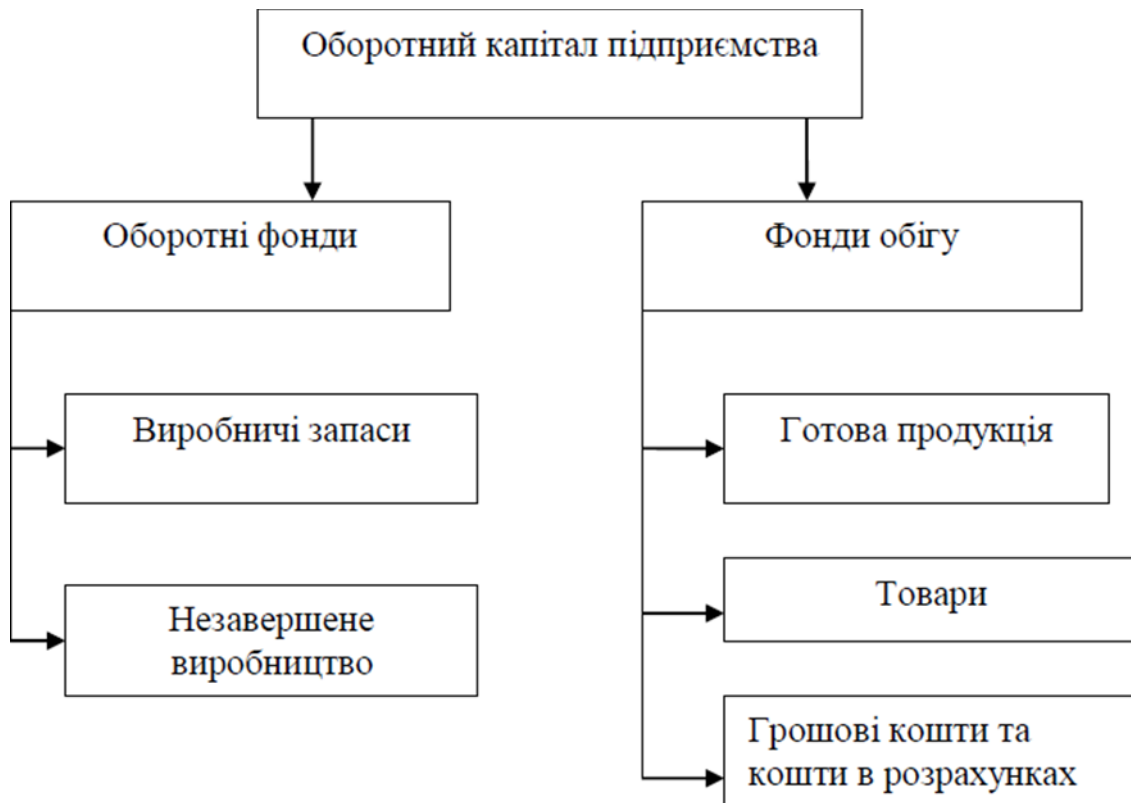 Оборотний капітал підприємства
Оборотні фонди
Фонди обігу
Виробничі запаси
Готова продукція
Незавершене
виробництво
Товари
Грошові кошти та
кошти в розрахунках